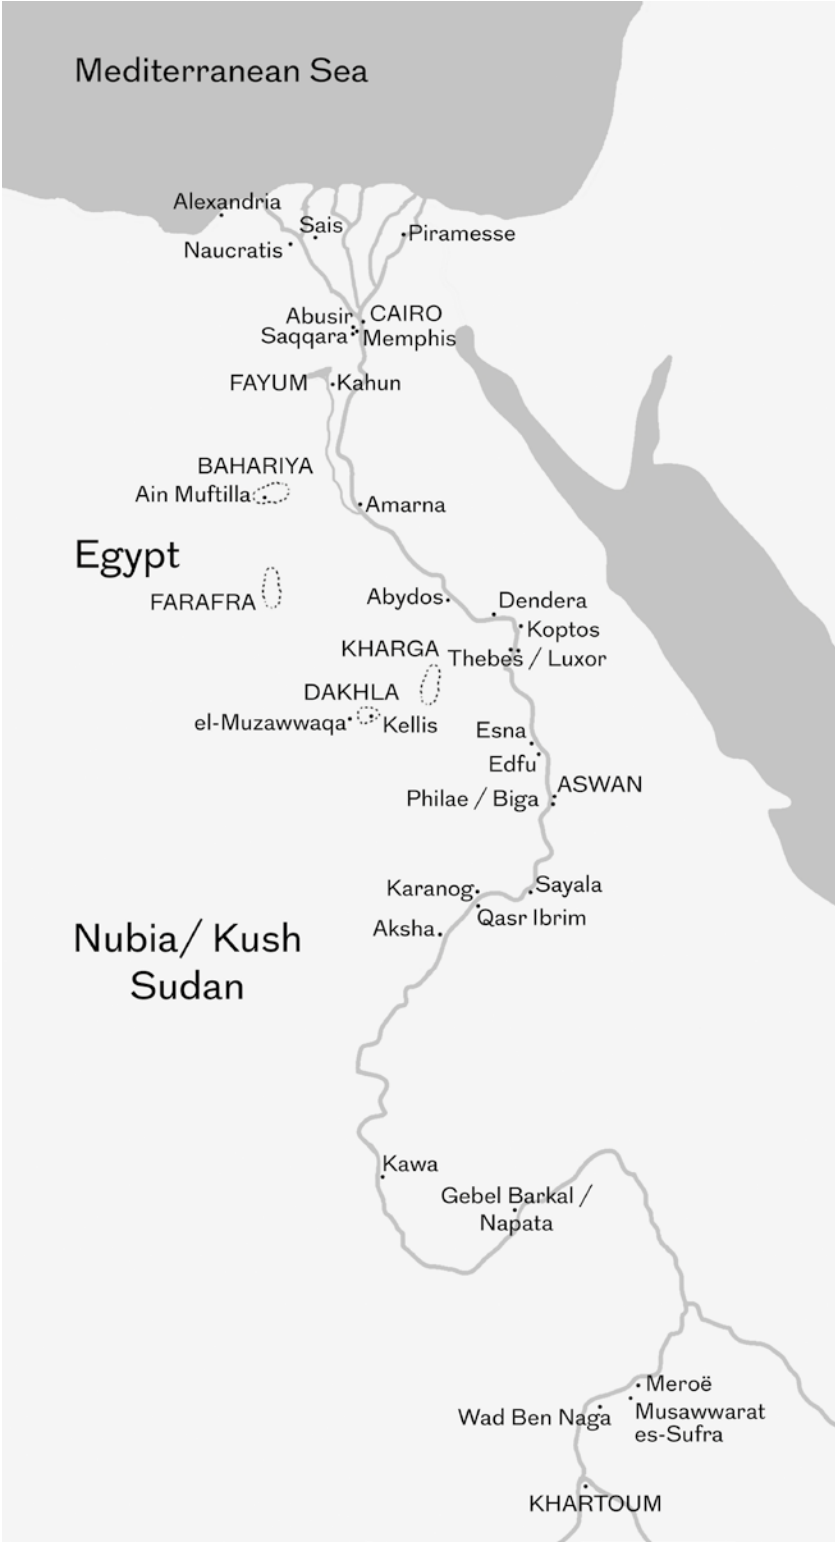 Mediterranean Sea
Alexandria
Sais
Naucratis
Piramesse
Abusir
CAIRO
Saqqara
Memphis
FAYUM
Kahun
BAHARIYA
Ain Muftilla
Amarna
Egypt
FARAFRA
Abydos
Dendera
Koptos
KHARGA
Thebes / Luxor
DAKHLA
el-Muzawwaqa
Kellis
Esna
Edfu
ASWAN
Philae / Biga
Karanog
Sayala
Qasr Ibrim
Aksha
Nubia/ Kush
Sudan
Kawa
Gebel Barkal /
Napata
Meroë
Wad Ben Naga
Musawwarat
es-Sufra
KHARTOUM